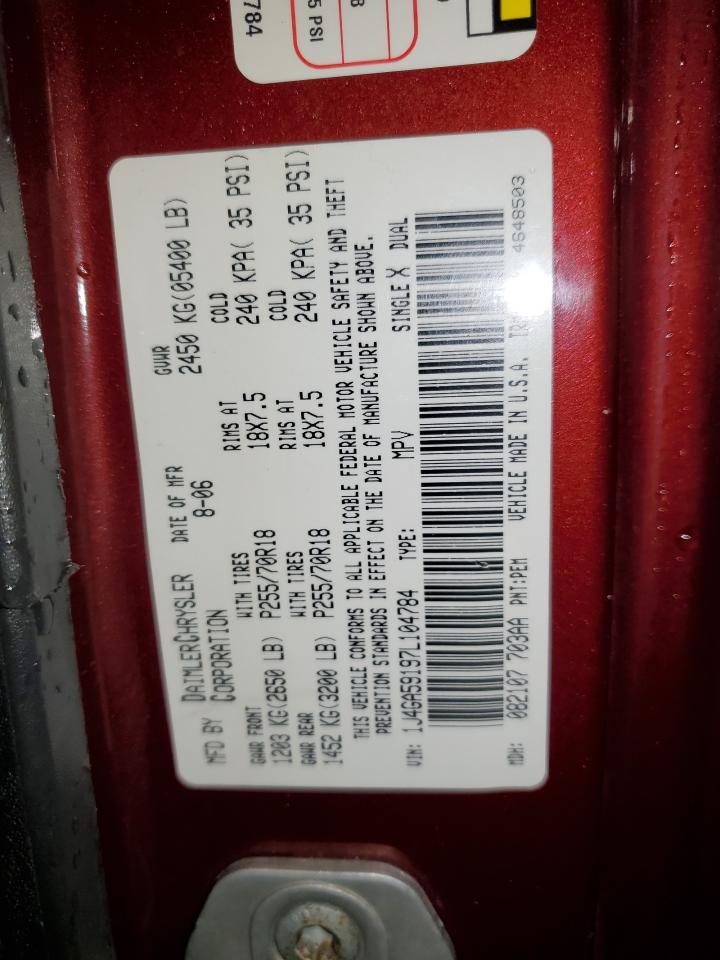 784
5 PSI
MFD BY DAIMLERCHRYSLER CORPORATION
DATE OF MFR 8-06
GVWR 2450 KG(05400 LB)
GAWR FRONT WITH TIRES RIMS AT COLD
1203 KG(2650 LB) P255/70R18 18X7.5 240 KPA( 35 PSI)
GAWR REAR WITH TIRES RIMS AT COLD
1452 KG(3200 LB) P255/70R18 18X7.5 240 KPA( 35 PSI)
THIS VEHICLE CONFORMS TO ALL APPLICABLE FEDERAL MOTOR VEHICLE SAFETY AND THEFT
PREVENTION STANDARDS IN EFFECT ON THE DATE OF MANUFACTURE SHOWN ABOVE.
VIN: 1J4GA59197L104784 TYPE: MPV SINGLE X DUAL
MDH: 082107 703AA PNT:PEM VEHICLE MADE IN U.S.A. 4648503